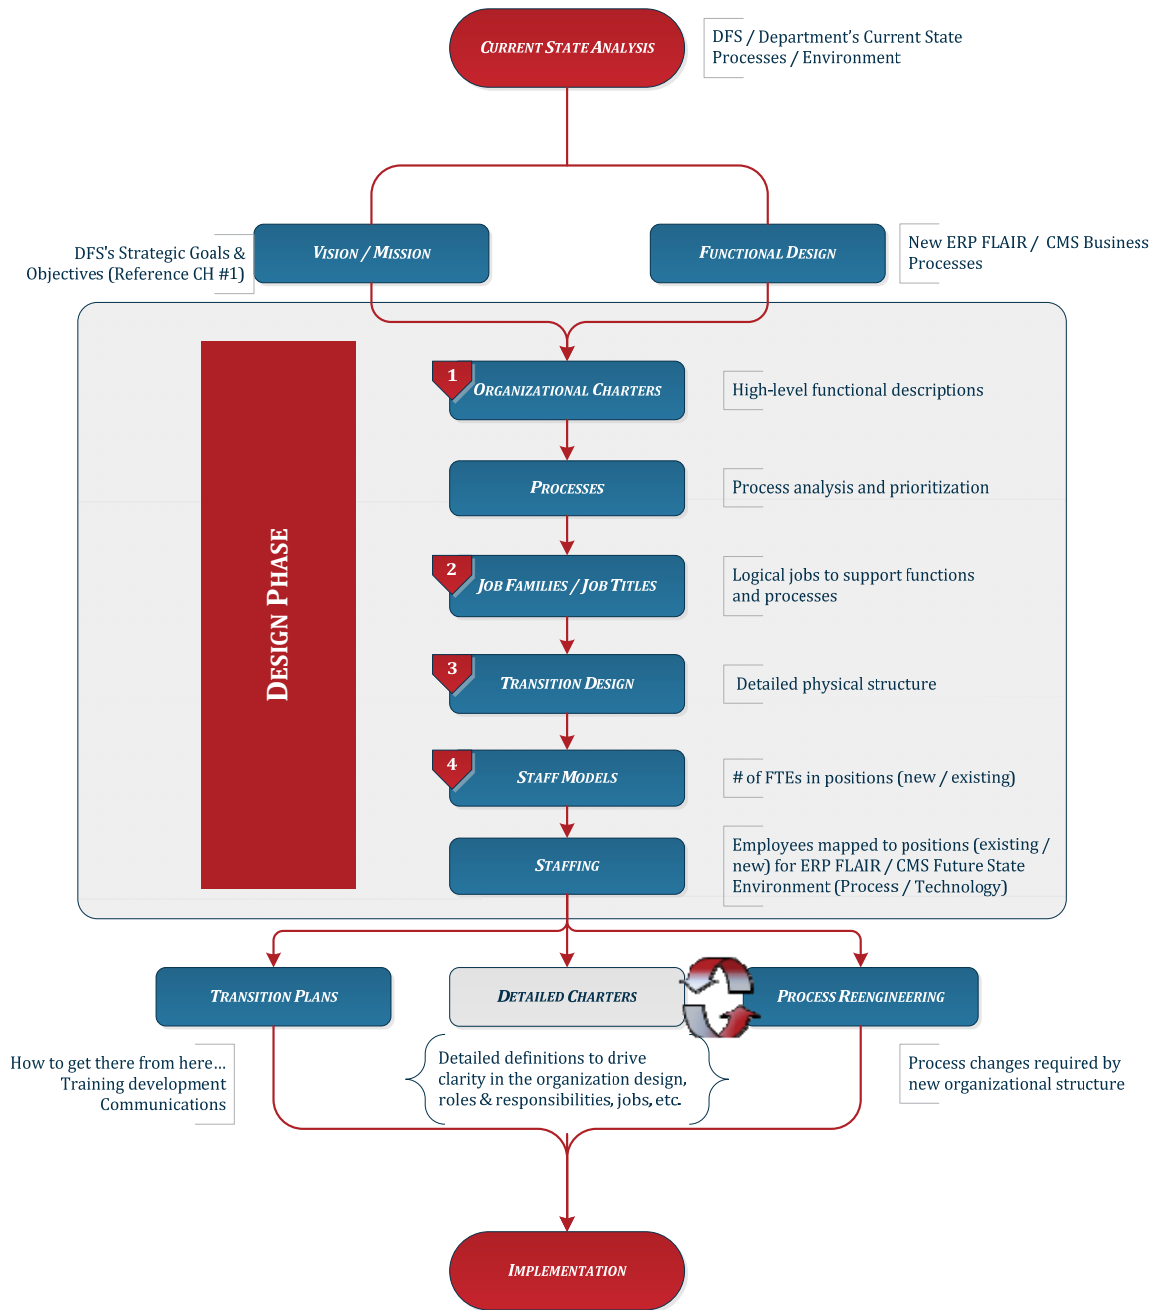 CURRENT STATE ANALYSIS
DFS / Department’s Current State
Processes / Environment
VISION / MISSION
DFS's Strategic Goals &
Objectives (Reference CH #1)
FUNCTIONAL DESIGN
New ERP FLAIR / CMS Business
Processes
DESIGN PHASE
1
ORGANIZATIONAL CHARTERS
High-level functional descriptions
PROCESSES
Process analysis and prioritization
2
JOB FAMILIES / JOB TITLES
Logical jobs to support functions
and processes
3
TRANSITION DESIGN
Detailed physical structure
4
STAFF MODELS
# of FTEs in positions (new / existing)
STAFFING
Employees mapped to positions (existing /
new) for ERP FLAIR / CMS Future State
Environment (Process / Technology)
TRANSITION PLANS
DETAILED CHARTERS
PROCESS REENGINEERING
How to get there from here…
Training development
Communications
Detailed definitions to drive
clarity in the organization design,
roles & responsibilities, jobs, etc.
Process changes required by
new organizational structure
IMPLEMENTATION